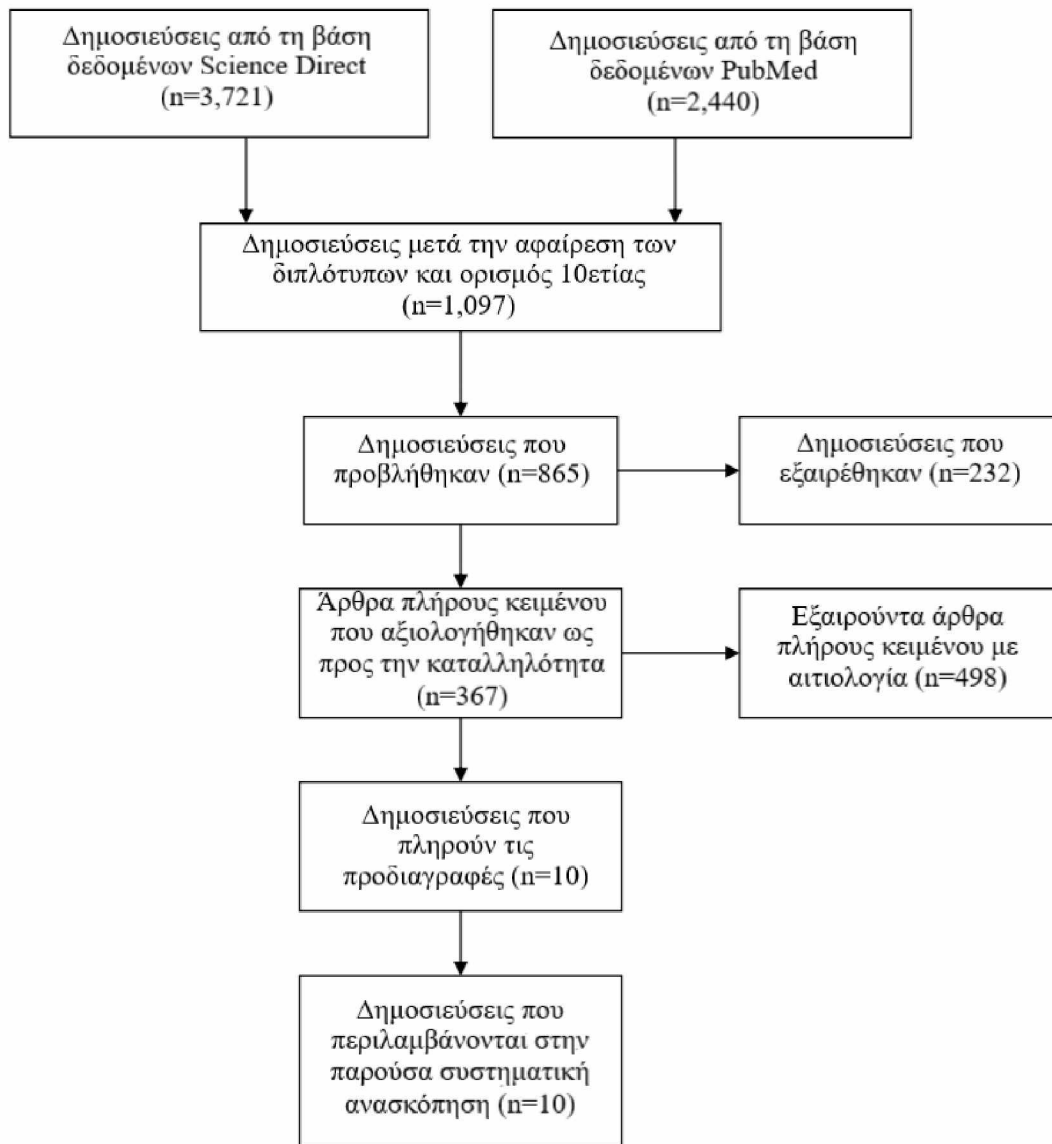 Δημοσιεύσεις από τη βάση
δεδομένων Science Direct
(n=3,721)
Δημοσιεύσεις από τη βάση
δεδομένων PubMed
(n=2,440)
Δημοσιεύσεις μετά την αφαίρεση των
διπλότυπων και ορισμός 10ετίας
(n=1,097)
Δημοσιεύσεις που
προβλήθηκαν (n=865)
Δημοσιεύσεις που
εξαιρέθηκαν (n=232)
Άρθρα πλήρους κειμένου
που αξιολογήθηκαν ως
προς την καταλληλότητα
(n=367)
Εξαιρούντα άρθρα
πλήρους κειμένου με
αιτιολογία (n=498)
Δημοσιεύσεις που
πληρούν τις
προδιαγραφές (n=10)
Δημοσιεύσεις που
περιλαμβάνονται στην
παρούσα συστηματική
ανασκόπηση (n=10)